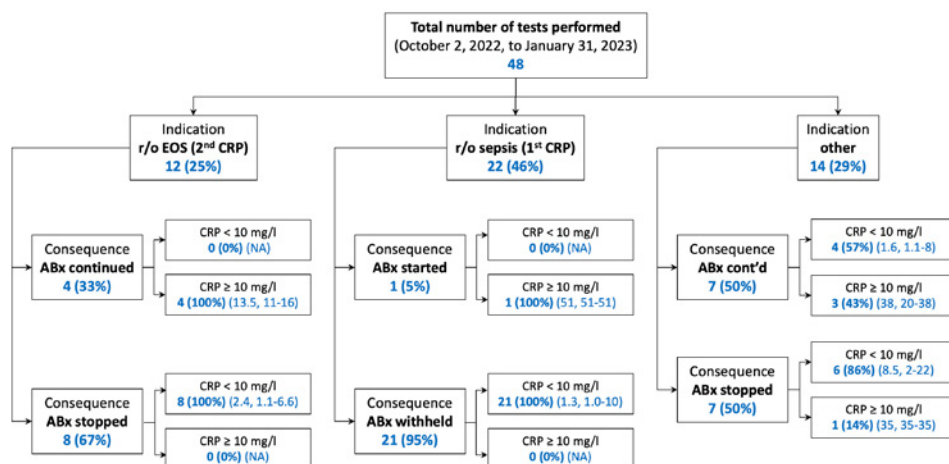 Total number of tests performed
(October 2, 2022, to January 31, 2023)
48
Indication
r/o EOS (2nd CRP)
12 (25%)
Indication
r/o sepsis (1st CRP)
22 (46%)
Indication
other
14 (29%)
Consequence
ABx continued
4 (33%)
CRP < 10 mg/l
0 (0%) (NA)
CRP ≥ 10 mg/l
4 (100%) (13.5, 11-16)
Consequence
ABx stopped
8 (67%)
CRP < 10 mg/l
8 (100%) (2.4, 1.1-6.6)
CRP ≥ 10 mg/l
0 (0%) (NA)
Consequence
ABx started
1 (5%)
CRP < 10 mg/l
0 (0%) (NA)
CRP ≥ 10 mg/l
1 (100%) (51, 51-51)
Consequence
ABx withheld
21 (95%)
CRP < 10 mg/l
21 (100%) (1.3, 1.0-10)
CRP ≥ 10 mg/l
0 (0%) (NA)
Consequence
ABx cont'd
7 (50%)
CRP < 10 mg/l
4 (57%) (1.6, 1.1-8)
CRP ≥ 10 mg/l
3 (43%) (38, 20-38)
Consequence
ABx stopped
7 (50%)
CRP < 10 mg/l
6 (86%) (8.5, 2-22)
CRP ≥ 10 mg/l
1 (14%) (35, 35-35)